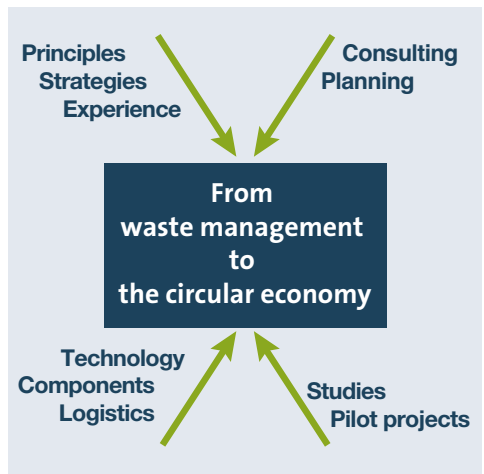 Principles
Strategies
Experience
Consulting
Planning
From
waste management
to
the circular economy
Technology
Components
Logistics
Studies
Pilot projects